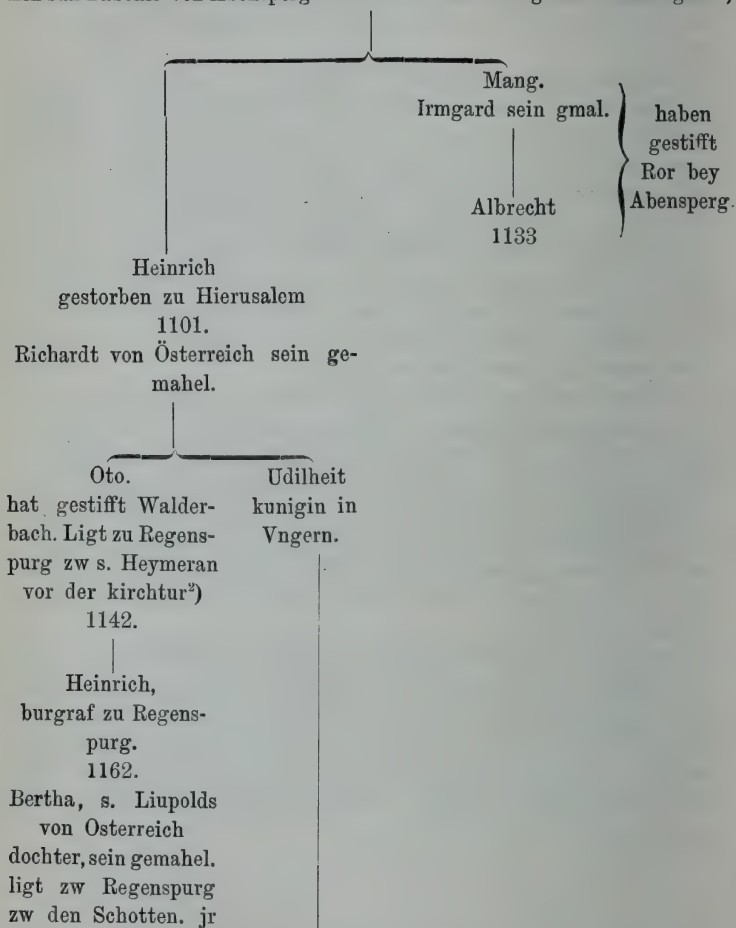 Mang.
Irmgard sein gmal.
haben
gestifft
Ror bey
Abensperg.
Albrecht
1133
Heinrich
gestorben zu Hierusalem
1101.
Richardt von Österreich sein ge-
mahel.
Oto.
hat gestifft Walder-
bach. Ligt zu Regens-
purg zw s. Heymeran
vor der kirchtur²)
1142.
Udilheit
kunigin in
Vngern.
Heinrich,
burgraf zu Regens-
purg.
1162.
Bertha, s. Liupolds
von Osterreich
dochter, sein gemahel.
ligt zw Regenspurg
zw den Schotten. jr